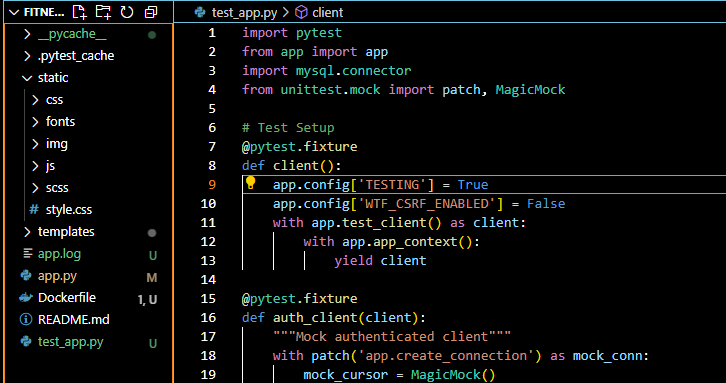 FITNE...
__pycache__
.pytest_cache
static
css
fonts
img
js
scss
# style.css
templates
app.log U
app.py M
Dockerfile 1, U
README.md
test_app.py U
test_app.py > client
1 import pytest
2 from app import app
3 import mysql.connector
4 from unittest.mock import patch, MagicMock
5
6 # Test Setup
7 @pytest.fixture
8 def client():
9     app.config['TESTING'] = True
10     app.config['WTF_CSRF_ENABLED'] = False
11     with app.test_client() as client:
12         with app.app_context():
13             yield client
14
15 @pytest.fixture
16 def auth_client(client):
17     """Mock authenticated client"""
18     with patch('app.create_connection') as mock_conn:
19         mock_cursor = MagicMock()